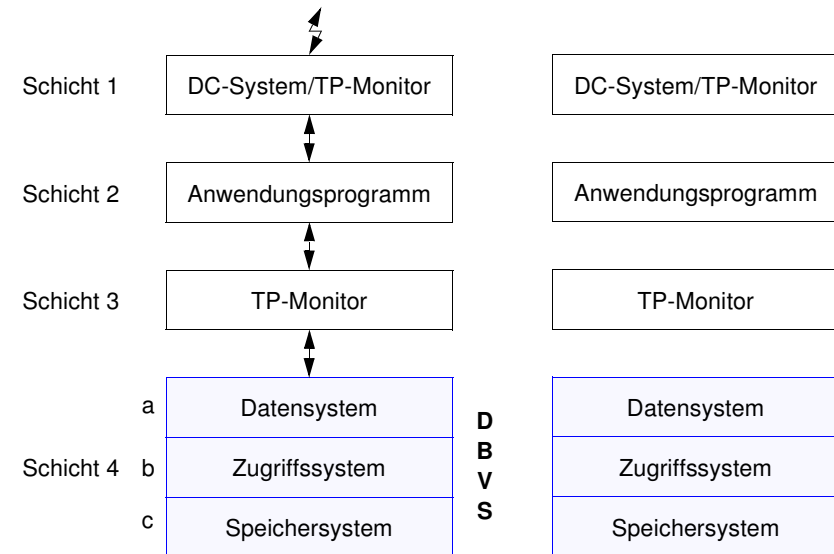 Schicht 1 DC-System/TP-Monitor DC-System/TP-Monitor
Schicht 2 Anwendungsprogramm Anwendungsprogramm
Schicht 3 TP-Monitor TP-Monitor
a Datensystem Datensystem
Schicht 4 b Zugriffssystem Zugriffssystem
c Speichersystem Speichersystem
D
B
V
S